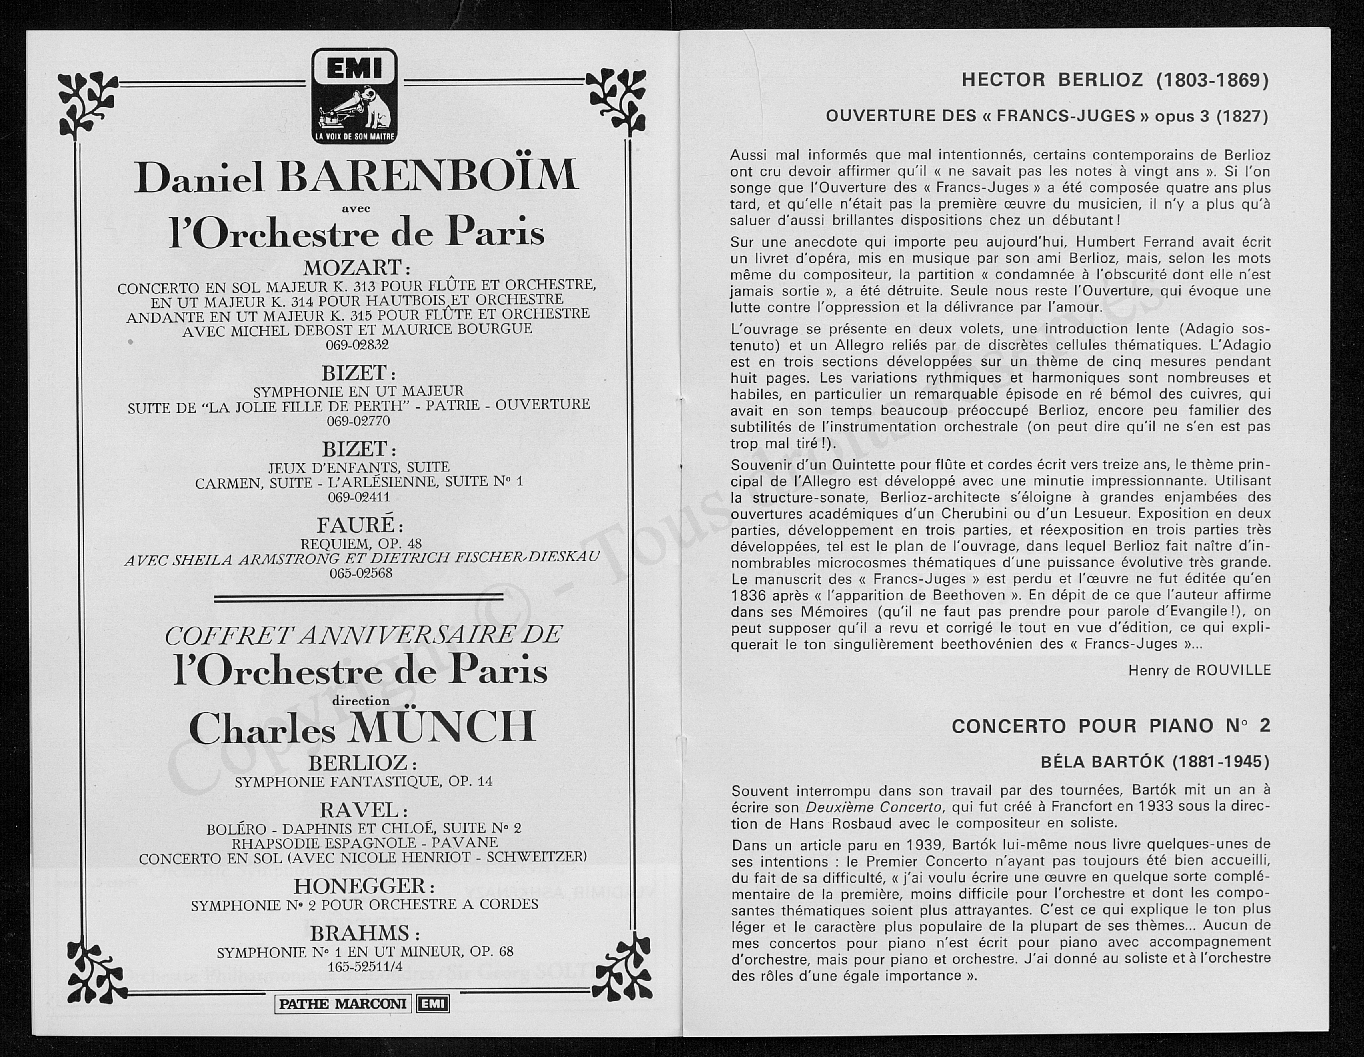 EMI
LA VOIX DE SON MAITRE
Daniel BARENBOÏM
avec
l'Orchestre de Paris
MOZART :
CONCERTO EN SOL MAJEUR K. 313 POUR FLÛTE ET ORCHESTRE,
EN UT MAJEUR K. 314 POUR HAUTBOIS ET ORCHESTRE
ANDANTE EN UT MAJEUR K. 315 POUR FLÛTE ET ORCHESTRE
AVEC MICHEL DEBOST ET MAURICE BOURGUE
069-02832
BIZET :
SYMPHONIE EN UT MAJEUR
SUITE DE "LA JOLIE FILLE DE PERTH" - PATRIE - OUVERTURE
069-02770
BIZET :
JEUX D'ENFANTS, SUITE
CARMEN, SUITE - L'ARLÉSIENNE, SUITE N° 1
069-02411
FAURÉ :
REQUIEM, OP. 48
AVEC SHEILA ARMSTRONG ET DIETRICH FISCHER-DIESKAU
065-02568
COFFRET ANNIVERSAIRE DE
l'Orchestre de Paris
direction
Charles MÜNCH
BERLIOZ :
SYMPHONIE FANTASTIQUE, OP. 14
RAVEL :
BOLÉRO - DAPHNIS ET CHLOÉ, SUITE N° 2
RHAPSODIE ESPAGNOLE - PAVANE
CONCERTO EN SOL (AVEC NICOLE HENRIOT - SCHWEITZER)
HONEGGER :
SYMPHONIE N° 2 POUR ORCHESTRE A CORDES
BRAHMS :
SYMPHONIE N° 1 EN UT MINEUR, OP. 68
165-52511/4
PATHE MARCONI EMI
HECTOR BERLIOZ (1803-1869)
OUVERTURE DES « FRANCS-JUGES » opus 3 (1827)
Aussi mal informés que mal intentionnés, certains contemporains de Berlioz
ont cru devoir affirmer qu'il « ne savait pas les notes à vingt ans ». Si l'on
songe que l'Ouverture des « Francs-Juges » a été composée quatre ans plus
tard, et qu'elle n'était pas la première œuvre du musicien, il n'y a plus qu'à
saluer d'aussi brillantes dispositions chez un débutant !
Sur une anecdote qui importe peu aujourd'hui, Humbert Ferrand avait écrit
un livret d'opéra, mis en musique par son ami Berlioz, mais, selon les mots
même du compositeur, la partition « condamnée à l'obscurité dont elle n'est
jamais sortie », a été détruite. Seule nous reste l'Ouverture, qui évoque une
lutte contre l'oppression et la délivrance par l'amour.
L'ouvrage se présente en deux volets, une introduction lente (Adagio sos-
tenuto) et un Allegro reliés par de discrètes cellules thématiques. L'Adagio
est en trois sections développées sur un thème de cinq mesures pendant
huit pages. Les variations rythmiques et harmoniques sont nombreuses et
habiles, en particulier un remarquable épisode en ré bémol des cuivres, qui
avait en son temps beaucoup préoccupé Berlioz, encore peu familier des
subtilités de l'instrumentation orchestrale (on peut dire qu'il ne s'en est pas
trop mal tiré !).
Souvenir d'un Quintette pour flûte et cordes écrit vers treize ans, le thème prin-
cipal de l'Allegro est développé avec une minutie impressionnante. Utilisant
la structure-sonate, Berlioz-architecte s'éloigne à grandes enjambées des
ouvertures académiques d'un Cherubini ou d'un Lesueur. Exposition en deux
parties, développement en trois parties, et réexposition en trois parties très
développées, tel est le plan de l'ouvrage, dans lequel Berlioz fait naître d'in-
nombrables microcosmes thématiques d'une puissance évolutive très grande.
Le manuscrit des « Francs-Juges » est perdu et l'œuvre ne fut éditée qu'en
1836 après « l'apparition de Beethoven ». En dépit de ce que l'auteur affirme
dans ses Mémoires (qu'il ne faut pas prendre pour parole d'Evangile !), on
peut supposer qu'il a revu et corrigé le tout en vue d'édition, ce qui expli-
querait le ton singulièrement beethovénien des « Francs-Juges »...
Henry de ROUVILLE
CONCERTO POUR PIANO N° 2
BÉLA BARTÓK (1881-1945)
Souvent interrompu dans son travail par des tournées, Bartók mit un an à
écrire son Deuxième Concerto, qui fut créé à Francfort en 1933 sous la direc-
tion de Hans Rosbaud avec le compositeur en soliste.
Dans un article paru en 1939, Bartók lui-même nous livre quelques-unes de
ses intentions : le Premier Concerto n'ayant pas toujours été bien accueilli,
du fait de sa difficulté, « j'ai voulu écrire une œuvre en quelque sorte complé-
mentaire de la première, moins difficile pour l'orchestre et dont les compo-
santes thématiques soient plus attrayantes. C'est ce qui explique le ton plus
léger et le caractère plus populaire de la plupart de ses thèmes... Aucun de
mes concertos pour piano n'est écrit pour piano avec accompagnement
d'orchestre, mais pour piano et orchestre. J'ai donné au soliste et à l'orchestre
des rôles d'une égale importance ».
Copyright © - Tous droits réservés